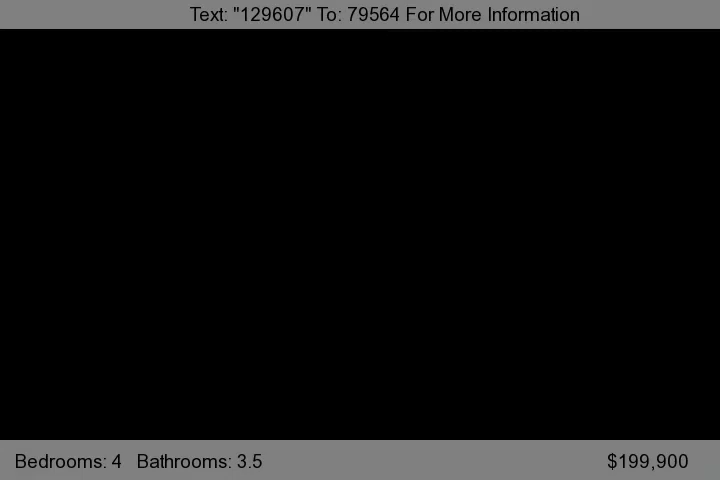 Text: "129607" To: 79564 For More Information
Bedrooms: 4 Bathrooms: 3.5 $199,900